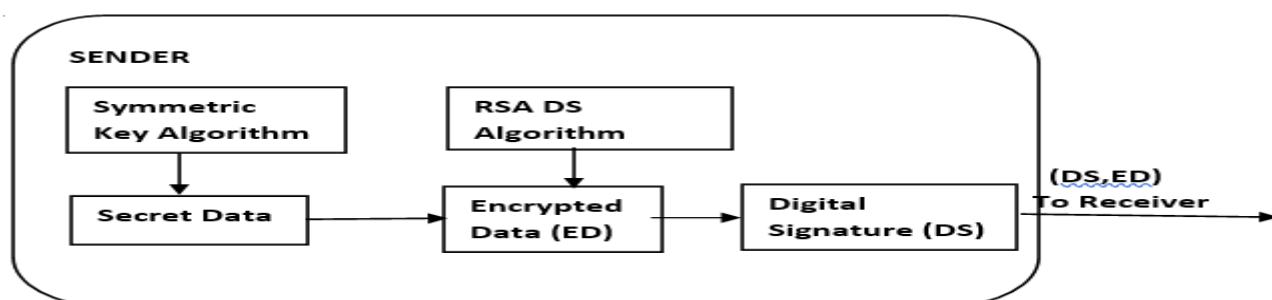 SENDER
Symmetric
Key Algorithm
RSA DS
Algorithm
Secret Data
Encrypted
Data (ED)
Digital
Signature (DS)
(DS,ED)
To Receiver